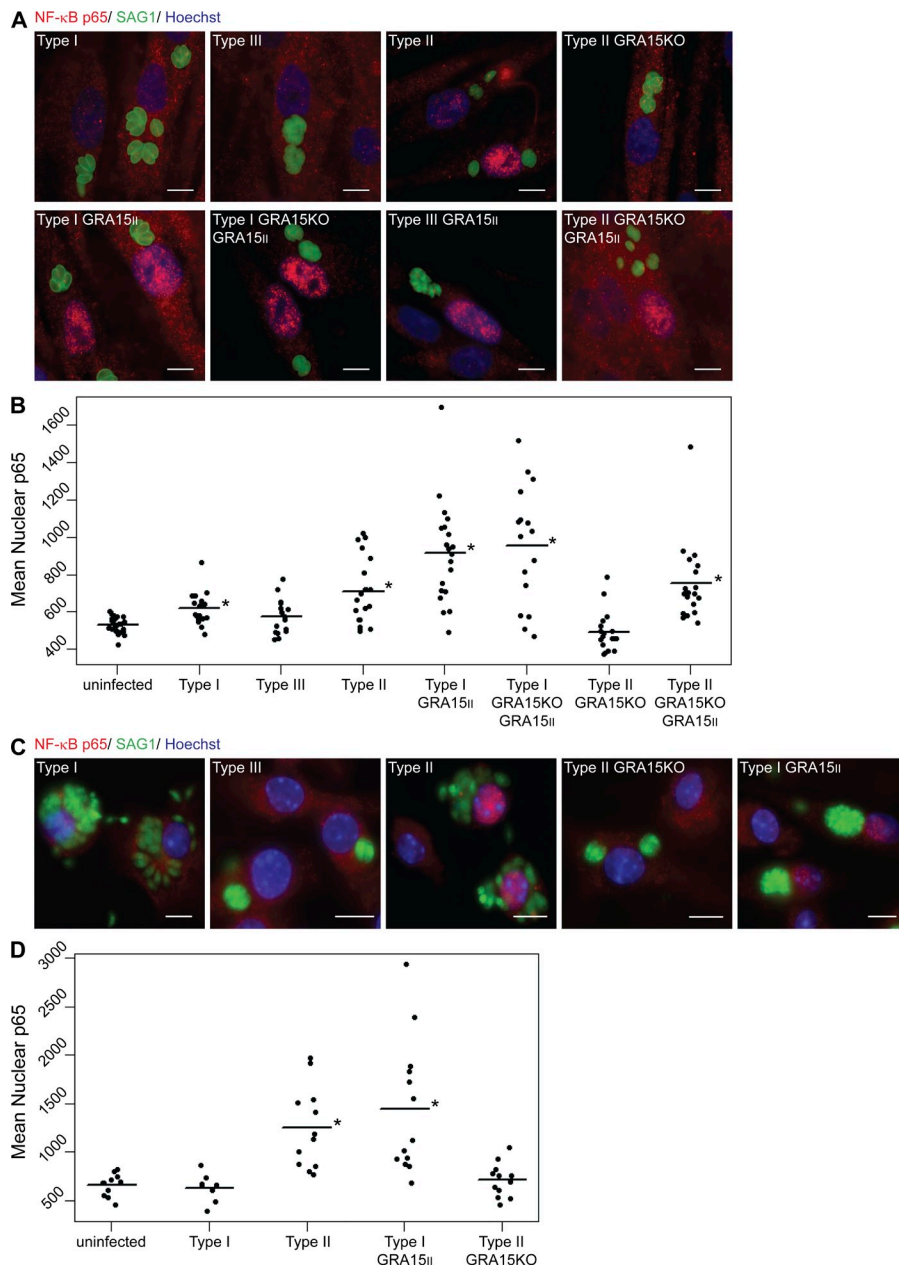 A
NF-κB p65/ SAG1/ Hoechst
Type I
Type III
Type II
Type II GRA15KO
Type I GRA15II
Type I GRA15KO
GRA15II
Type III GRA15II
Type II GRA15KO
GRA15II
B
Mean Nuclear p65
1600
1400
1200
1000
800
600
400
*
*
*
*
*
uninfected
Type I
Type III
Type II
Type I
GRA15II
Type I
GRA15KO
GRA15II
Type II
GRA15KO
Type II
GRA15KO
GRA15II
C
NF-κB p65/ SAG1/ Hoechst
Type I
Type III
Type II
Type II GRA15KO
Type I GRA15II
D
Mean Nuclear p65
3000
2500
2000
1500
1000
500
*
*
uninfected
Type I
Type II
Type I
GRA15II
Type II
GRA15KO